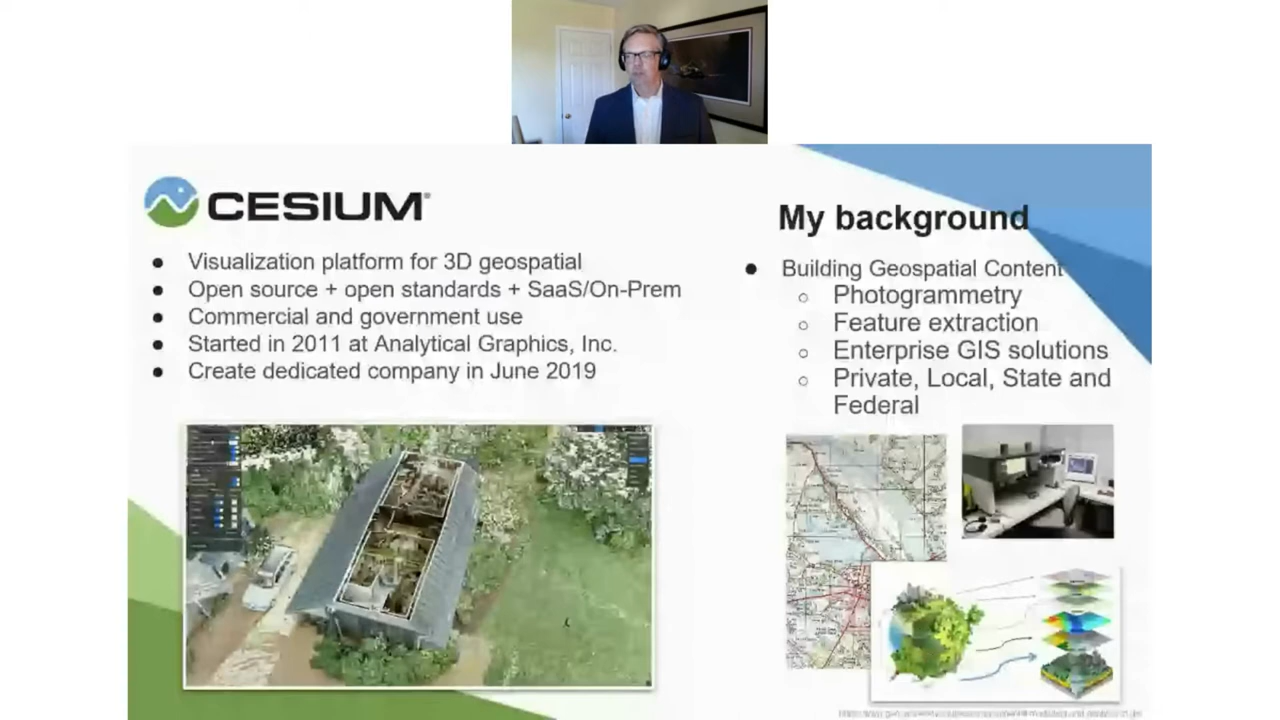 CESIUM
Visualization platform for 3D geospatial
Open source + open standards + SaaS/On-Prem
Commercial and government use
Started in 2011 at Analytical Graphics, Inc.
Create dedicated company in June 2019
My background
Building Geospatial Content
Photogrammetry
Feature extraction
Enterprise GIS solutions
Private, Local, State and
Federal